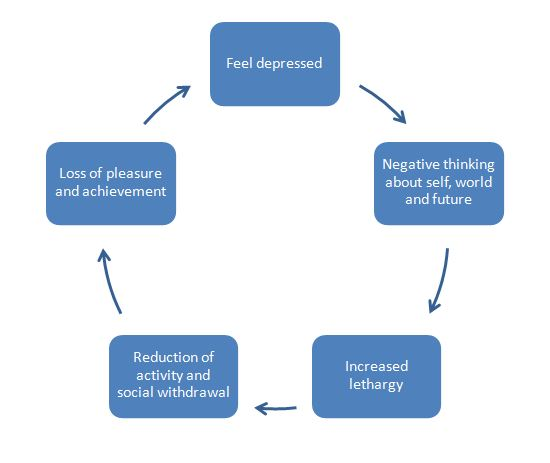 Feel depressed
Negative thinking
about self, world
and future
Increased
lethargy
Reduction of
activity and
social withdrawal
Loss of pleasure
and achievement